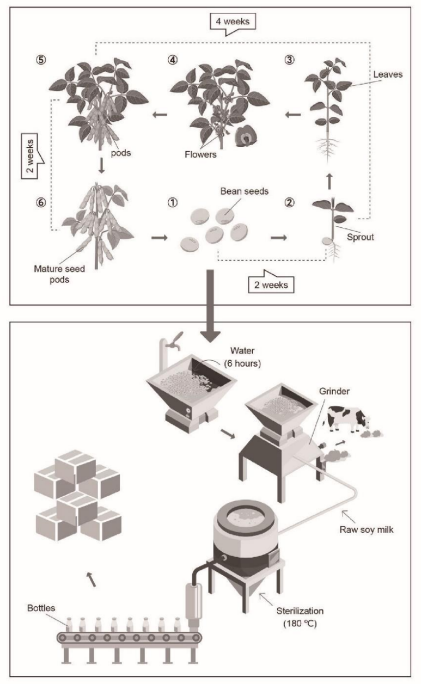 4 weeks
⑤
④
③
Leaves
pods
Flowers
2 weeks
⑥
①
Bean seeds
②
Mature seed
pods
Sprout
2 weeks
Water
(6 hours)
Grinder
Raw soy milk
Sterilization
(180 ℃)
Bottles